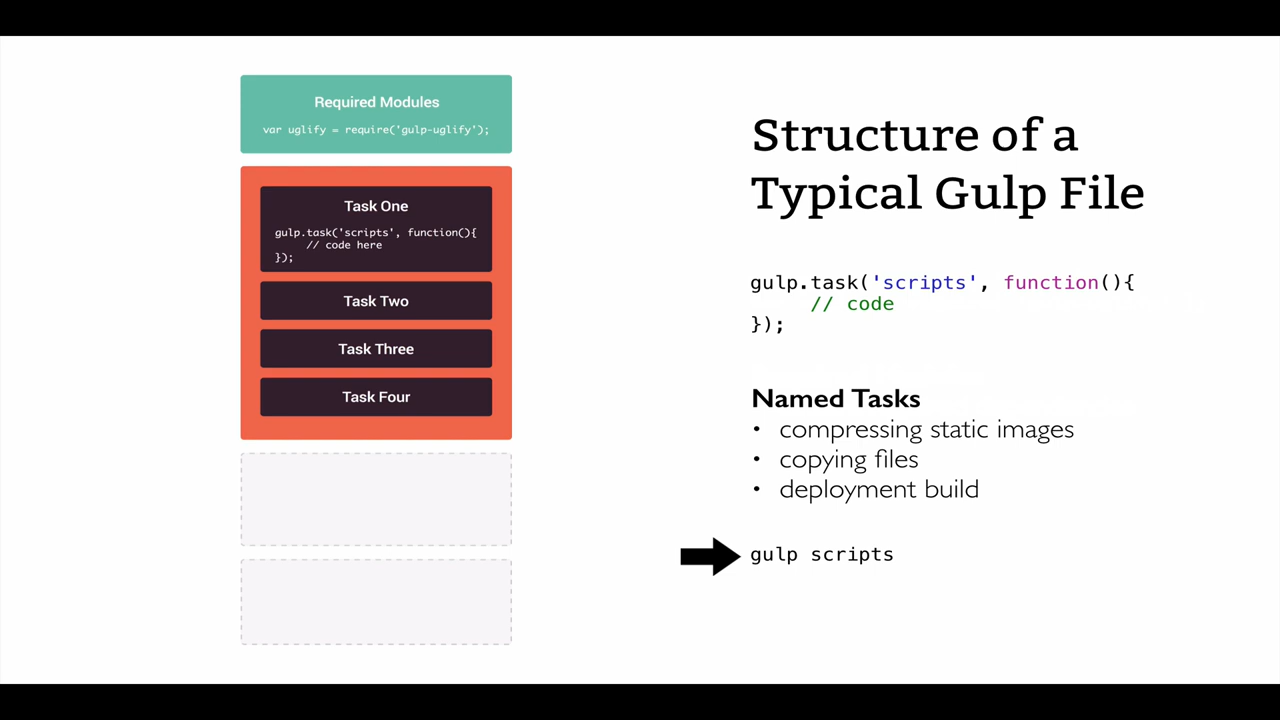 Required Modules
var uglify = require('gulp-uglify');
Task One
gulp.task('scripts', function(){
// code here
});
Task Two
Task Three
Task Four
Structure of a
Typical Gulp File
gulp.task('scripts', function(){
// code
});
Named Tasks
• compressing static images
• copying files
• deployment build
gulp scripts